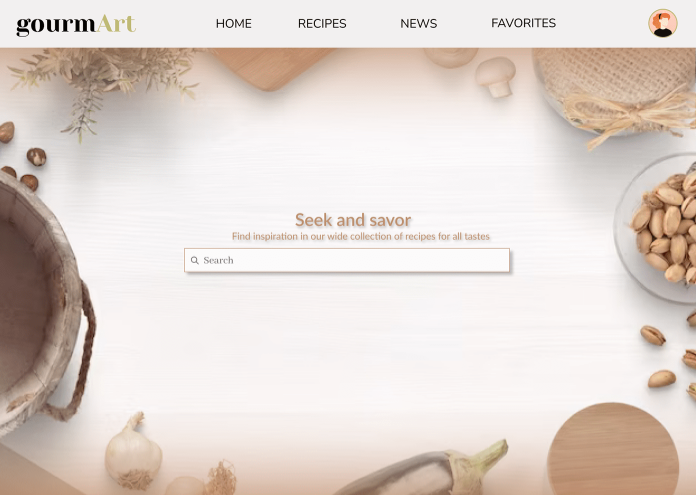 gourmArt
HOME
RECIPES
NEWS
FAVORITES
Seek and savor
Find inspiration in our wide collection of recipes for all tastes
Search